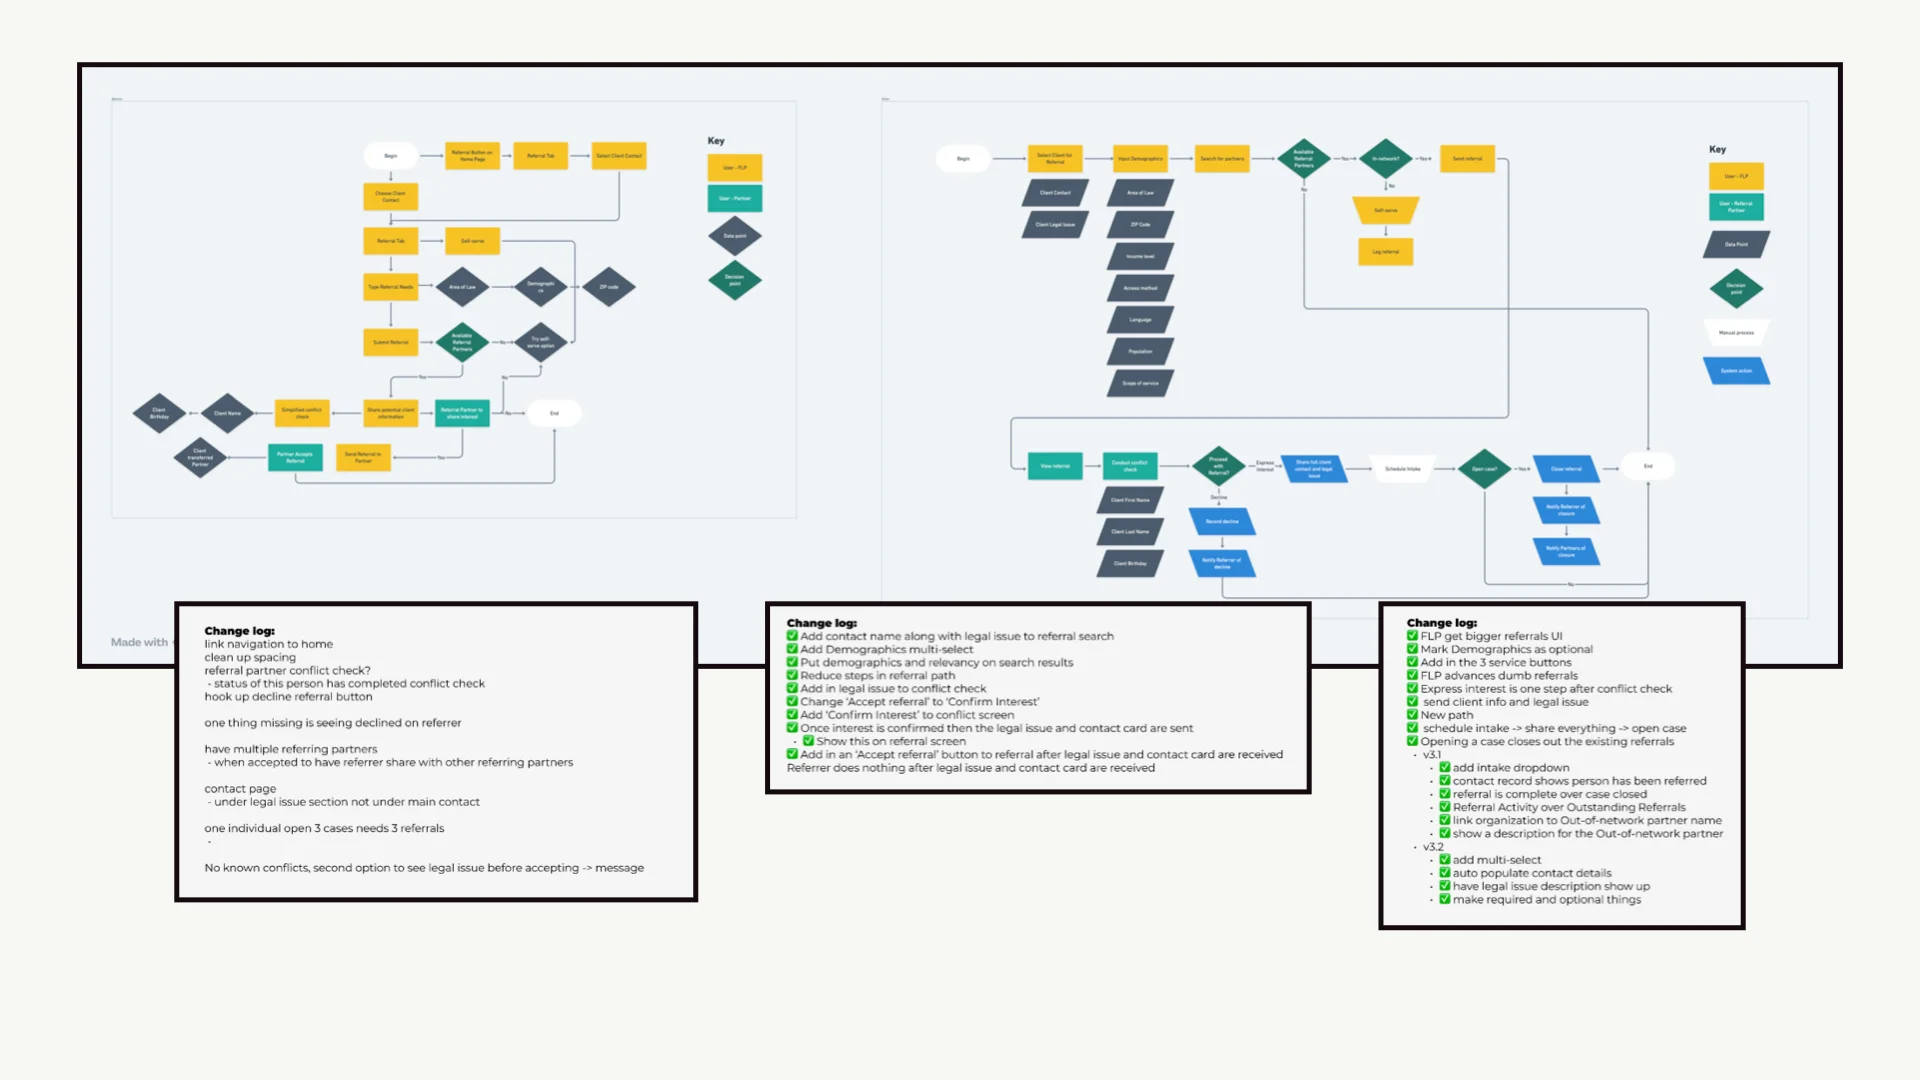 Begin
Referral Button on
Home Page
Referral Tab
Select Client Contact
Choose Client
Contact
Referral Tab
Self-serve
Type Referral Needs
Area of Law
Demographi
cs
ZIP code
Submit Referral
Available
Referral
Partners
No
Try self-
serve option
Yes
No
Client
Birthday
Client Name
Simplified conflict
check
Share potential client
information
Referral Partner to
share interest
No
End
Client
transferred
Partner
Partner Accepts
Referral
Send Referral to
Partner
Yes
Key
User - FLP
User - Partner
Data point
Decision
point
Begin
Select Client for
Referral
Input Demographics
Search for partners
Available
Referral
Partners
Yes
In-network?
Yes
Send referral
No
No
Client Contact
Client Legal Issue
Area of Law
ZIP Code
Income level
Access method
Language
Population
Scope of service
Self-serve
Log referral
View referral
Conduct conflict
check
Proceed
with
Referral?
Express
Interest
Share full client
contact and legal
issue
Schedule Intake
Open case?
Yes
Close referral
End
Decline
Client First Name
Client Last Name
Client Birthday
Record decline
Notify Referrer of
decline
Notify Referrer of
closure
Notify Partners of
closure
No
Key
User - FLP
User - Referral
Partner
Data Point
Decision
point
Manual process
System action
Made with
Change log:
link navigation to home
clean up spacing
referral partner conflict check?
- status of this person has completed conflict check
hook up decline referral button
one thing missing is seeing declined on referrer
have multiple referring partners
- when accepted to have referrer share with other referring partners
contact page
- under legal issue section not under main contact
one individual open 3 cases needs 3 referrals
-
No known conflicts, second option to see legal issue before accepting -> message
Change log:
✅ Add contact name along with legal issue to referral search
✅ Add Demographics multi-select
✅ Put demographics and relevancy on search results
✅ Reduce steps in referral path
✅ Add in legal issue to conflict check
✅ Change ‘Accept referral’ to ‘Confirm Interest’
✅ Add ‘Confirm Interest’ to conflict screen
✅ Once interest is confirmed then the legal issue and contact card are sent
- ✅ Show this on referral screen
✅ Add in an ‘Accept referral’ button to referral after legal issue and contact card are received
Referrer does nothing after legal issue and contact card are received
Change log:
✅ FLP get bigger referrals UI
✅ Mark Demographics as optional
✅ Add in the 3 service buttons
✅ FLP advances dumb referrals
✅ Express interest is one step after conflict check
✅ send client info and legal issue
✅ New path
✅ schedule intake -> share everything -> open case
✅ Opening a case closes out the existing referrals
- v3.1
- ✅ add intake dropdown
- ✅ contact record shows person has been referred
- ✅ referral is complete over case closed
- ✅ Referral Activity over Outstanding Referrals
- ✅ link organization to Out-of-network partner name
- ✅ show a description for the Out-of-network partner
- v3.2
- ✅ add multi-select
- ✅ auto populate contact details
- ✅ have legal issue description show up
- ✅ make required and optional things